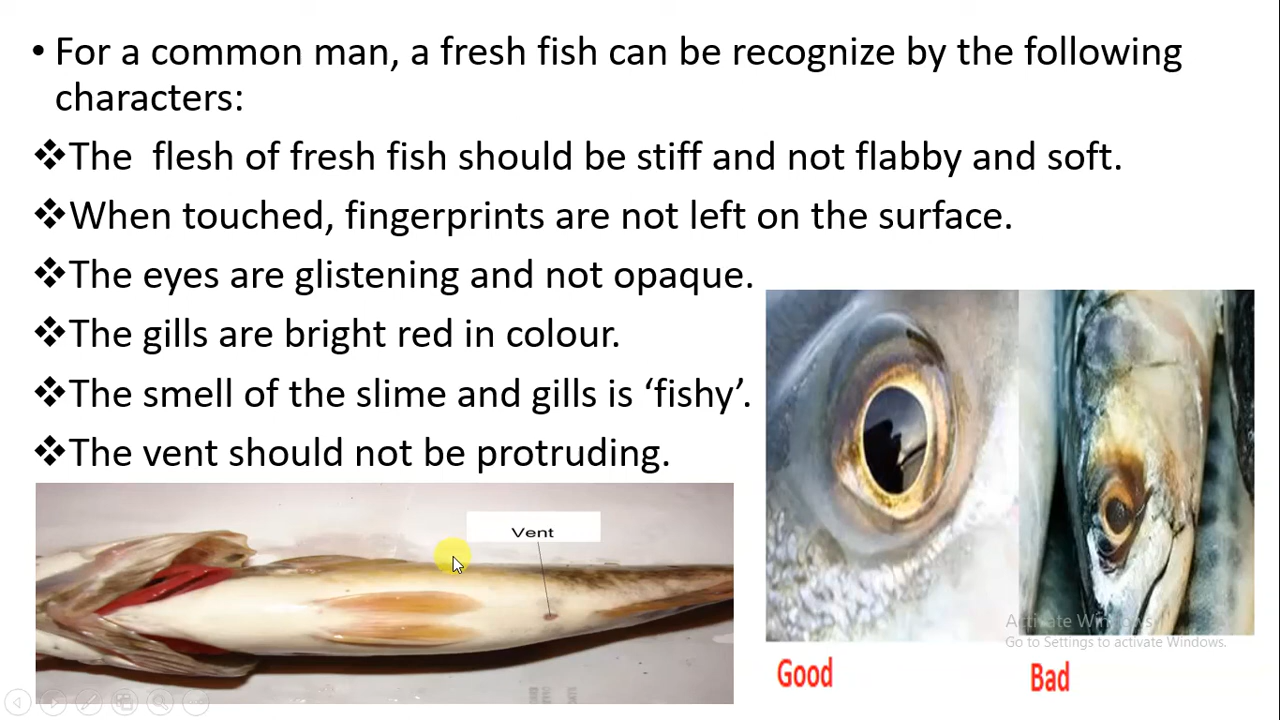 • For a common man, a fresh fish can be recognize by the following
characters:
❖The flesh of fresh fish should be stiff and not flabby and soft.
❖When touched, fingerprints are not left on the surface.
❖The eyes are glistening and not opaque.
❖The gills are bright red in colour.
❖The smell of the slime and gills is ‘fishy’.
❖The vent should not be protruding.
Vent
Activate Windows
Go to Settings to activate Windows.
Good
Bad